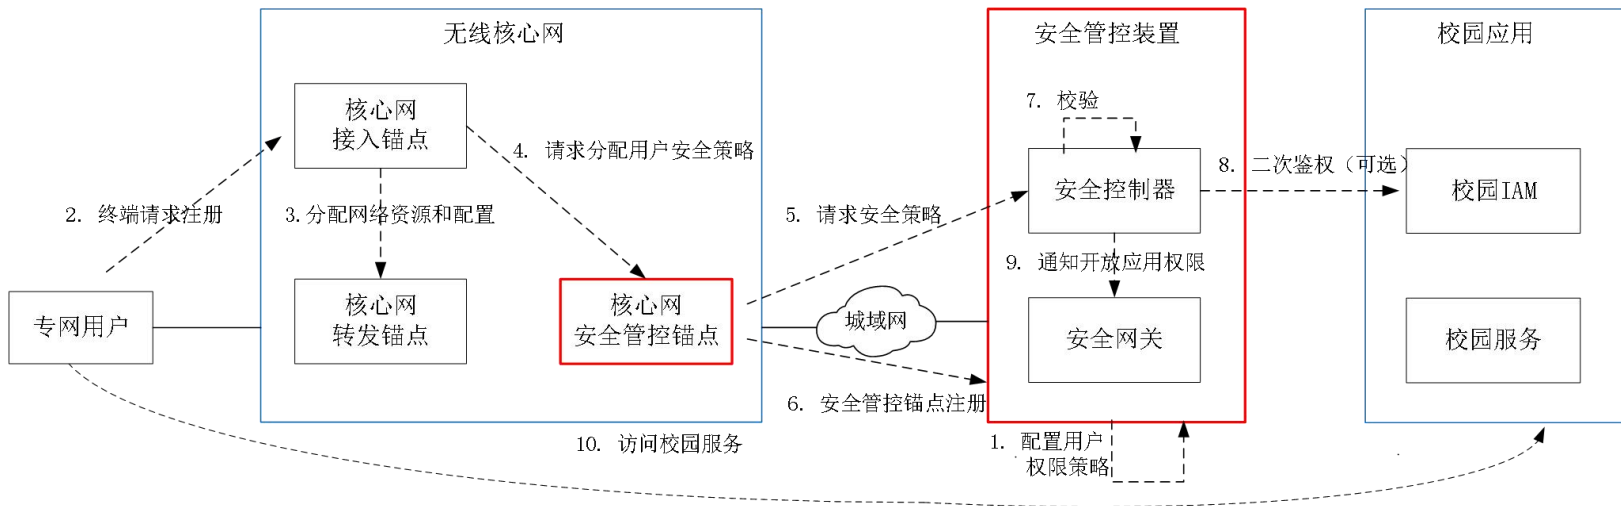 无线核心网
安全管控装置
校园应用
核心网
接入锚点
7. 校验
4. 请求分配用户安全策略
8. 二次鉴权（可选）
安全控制器
校园IAM
2. 终端请求注册
3.分配网络资源和配置
5. 请求安全策略
9. 通知开放应用权限
专网用户
核心网
转发锚点
核心网
安全管控锚点
城域网
安全网关
校园服务
6. 安全管控锚点注册
10. 访问校园服务
1. 配置用户
权限策略